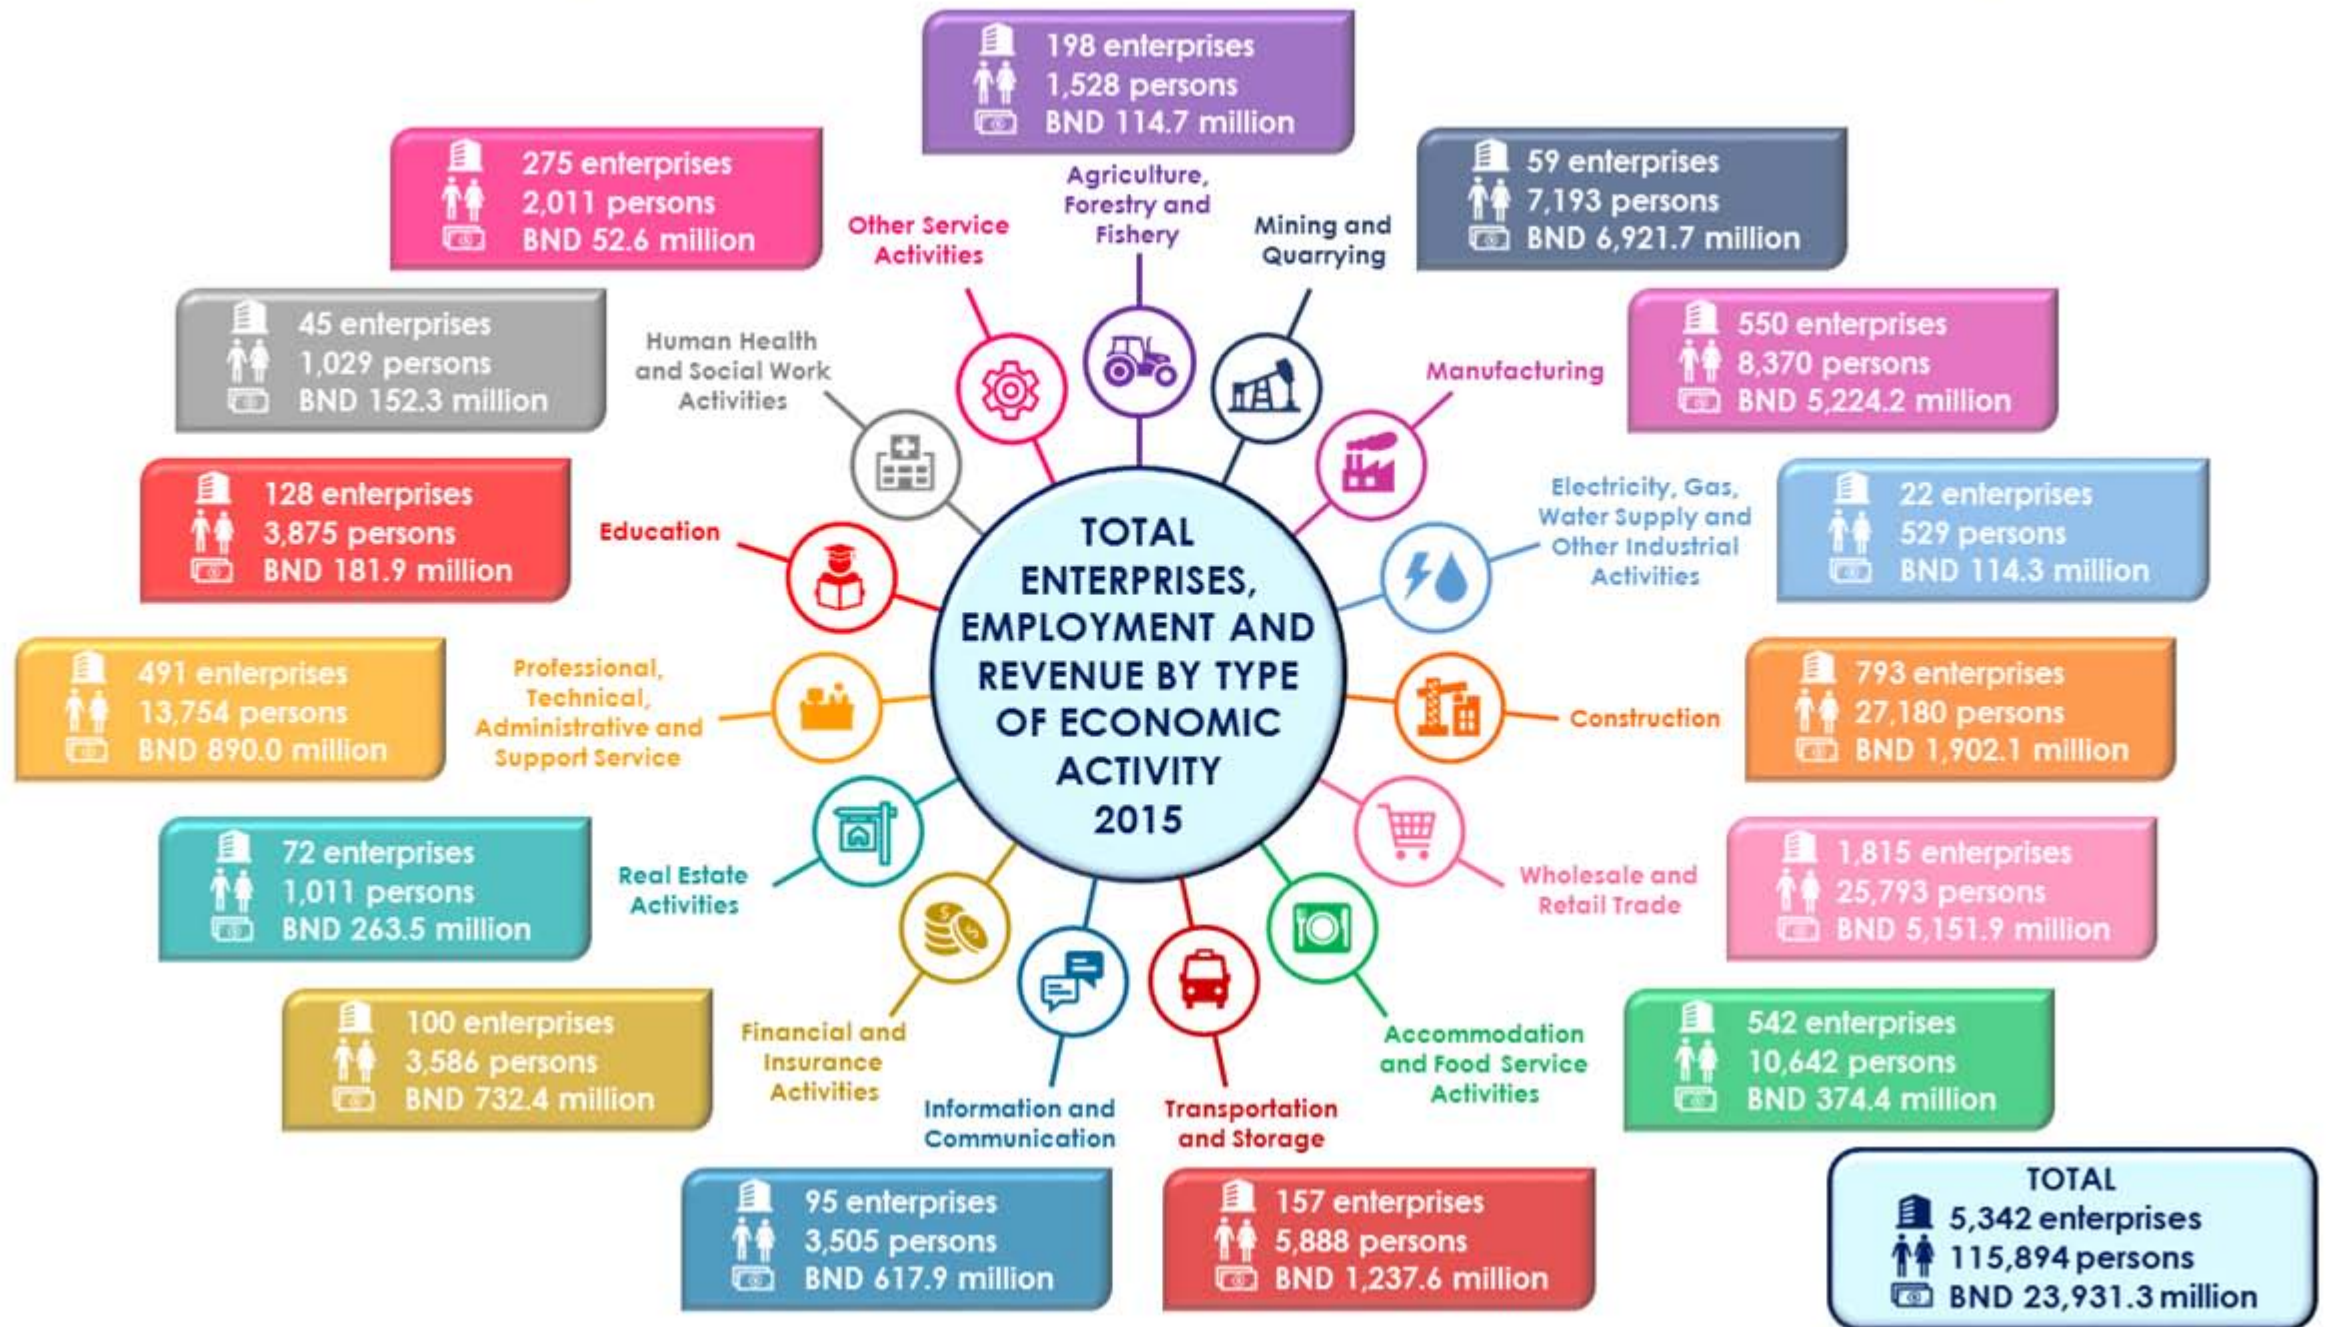 198 enterprises
1,528 persons
BND 114.7 million
Agriculture,
Forestry and
Fishery
59 enterprises
7,193 persons
BND 6,921.7 million
Mining and
Quarrying
550 enterprises
8,370 persons
BND 5,224.2 million
Manufacturing
22 enterprises
529 persons
BND 114.3 million
Electricity, Gas,
Water Supply and
Other Industrial
Activities
793 enterprises
27,180 persons
BND 1,902.1 million
Construction
1,815 enterprises
25,793 persons
BND 5,151.9 million
Wholesale and
Retail Trade
542 enterprises
10,642 persons
BND 374.4 million
Accommodation
and Food Service
Activities
157 enterprises
5,888 persons
BND 1,237.6 million
Transportation
and Storage
95 enterprises
3,505 persons
BND 617.9 million
Information and
Communication
100 enterprises
3,586 persons
BND 732.4 million
Financial and
Insurance
Activities
72 enterprises
1,011 persons
BND 263.5 million
Real Estate
Activities
491 enterprises
13,754 persons
BND 890.0 million
Professional,
Technical,
Administrative and
Support Service
128 enterprises
3,875 persons
BND 181.9 million
Education
45 enterprises
1,029 persons
BND 152.3 million
Human Health
and Social Work
Activities
275 enterprises
2,011 persons
BND 52.6 million
Other Service
Activities
TOTAL
ENTERPRISES,
EMPLOYMENT AND
REVENUE BY TYPE
OF ECONOMIC
ACTIVITY
2015
TOTAL
5,342 enterprises
115,894 persons
BND 23,931.3 million